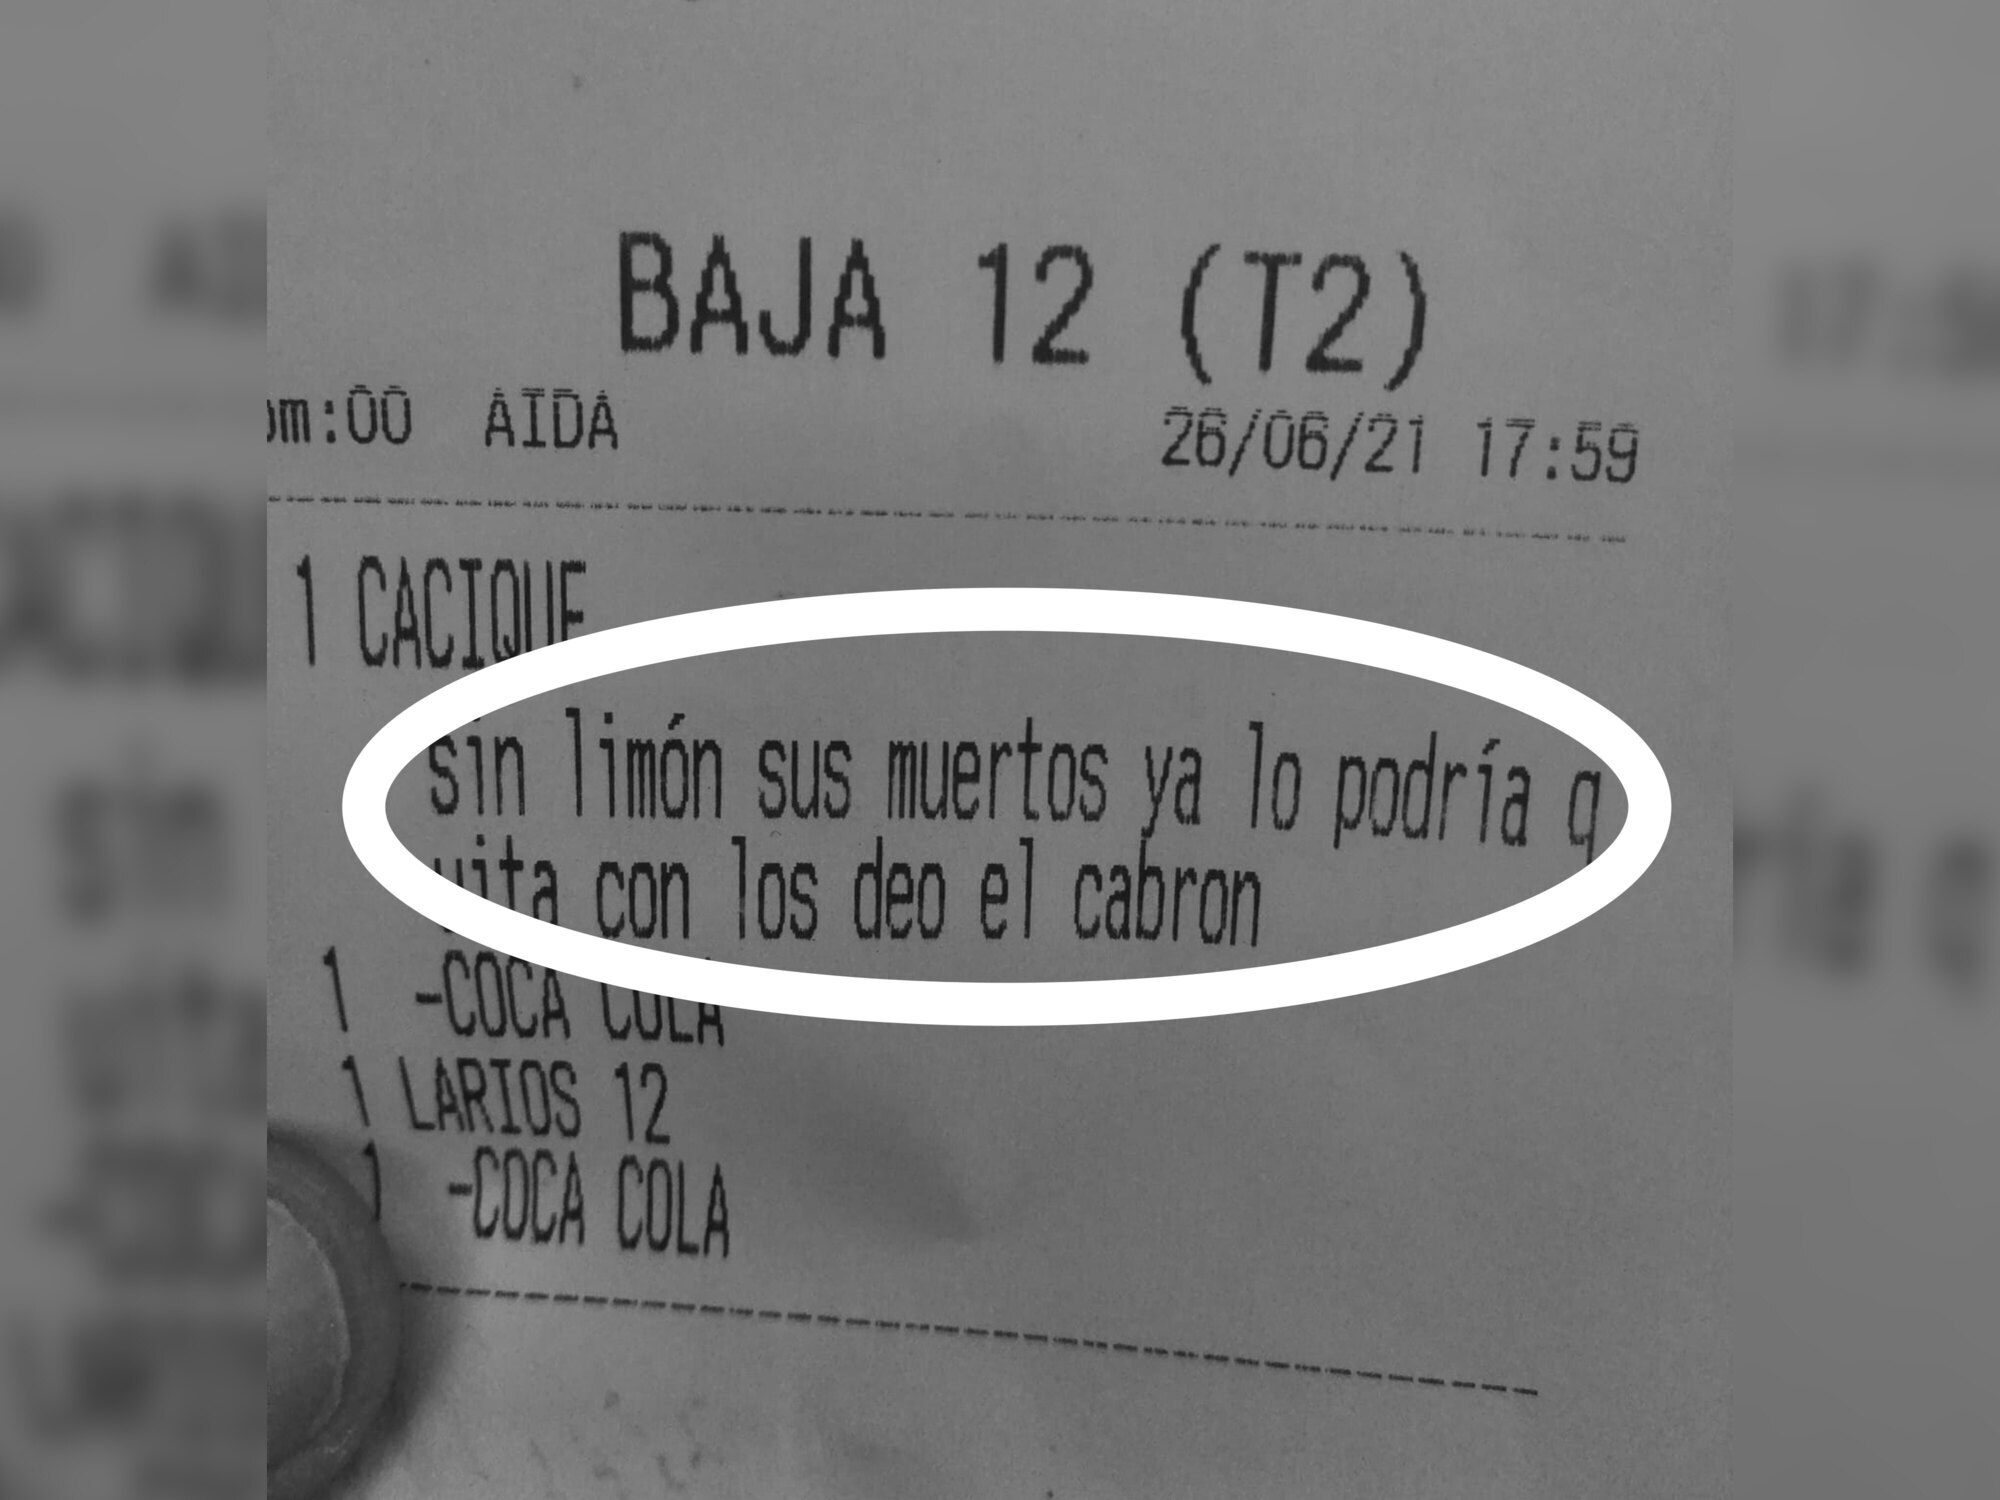 BAJA 12 (T2)
om:00 AIDA 26/06/21 17:59
1 CACIQUE
sin limón sus muertos ya lo podría q
uita con los deo el cabron
1 -COCA COLA
1 LARIOS 12
1 -COCA COLA